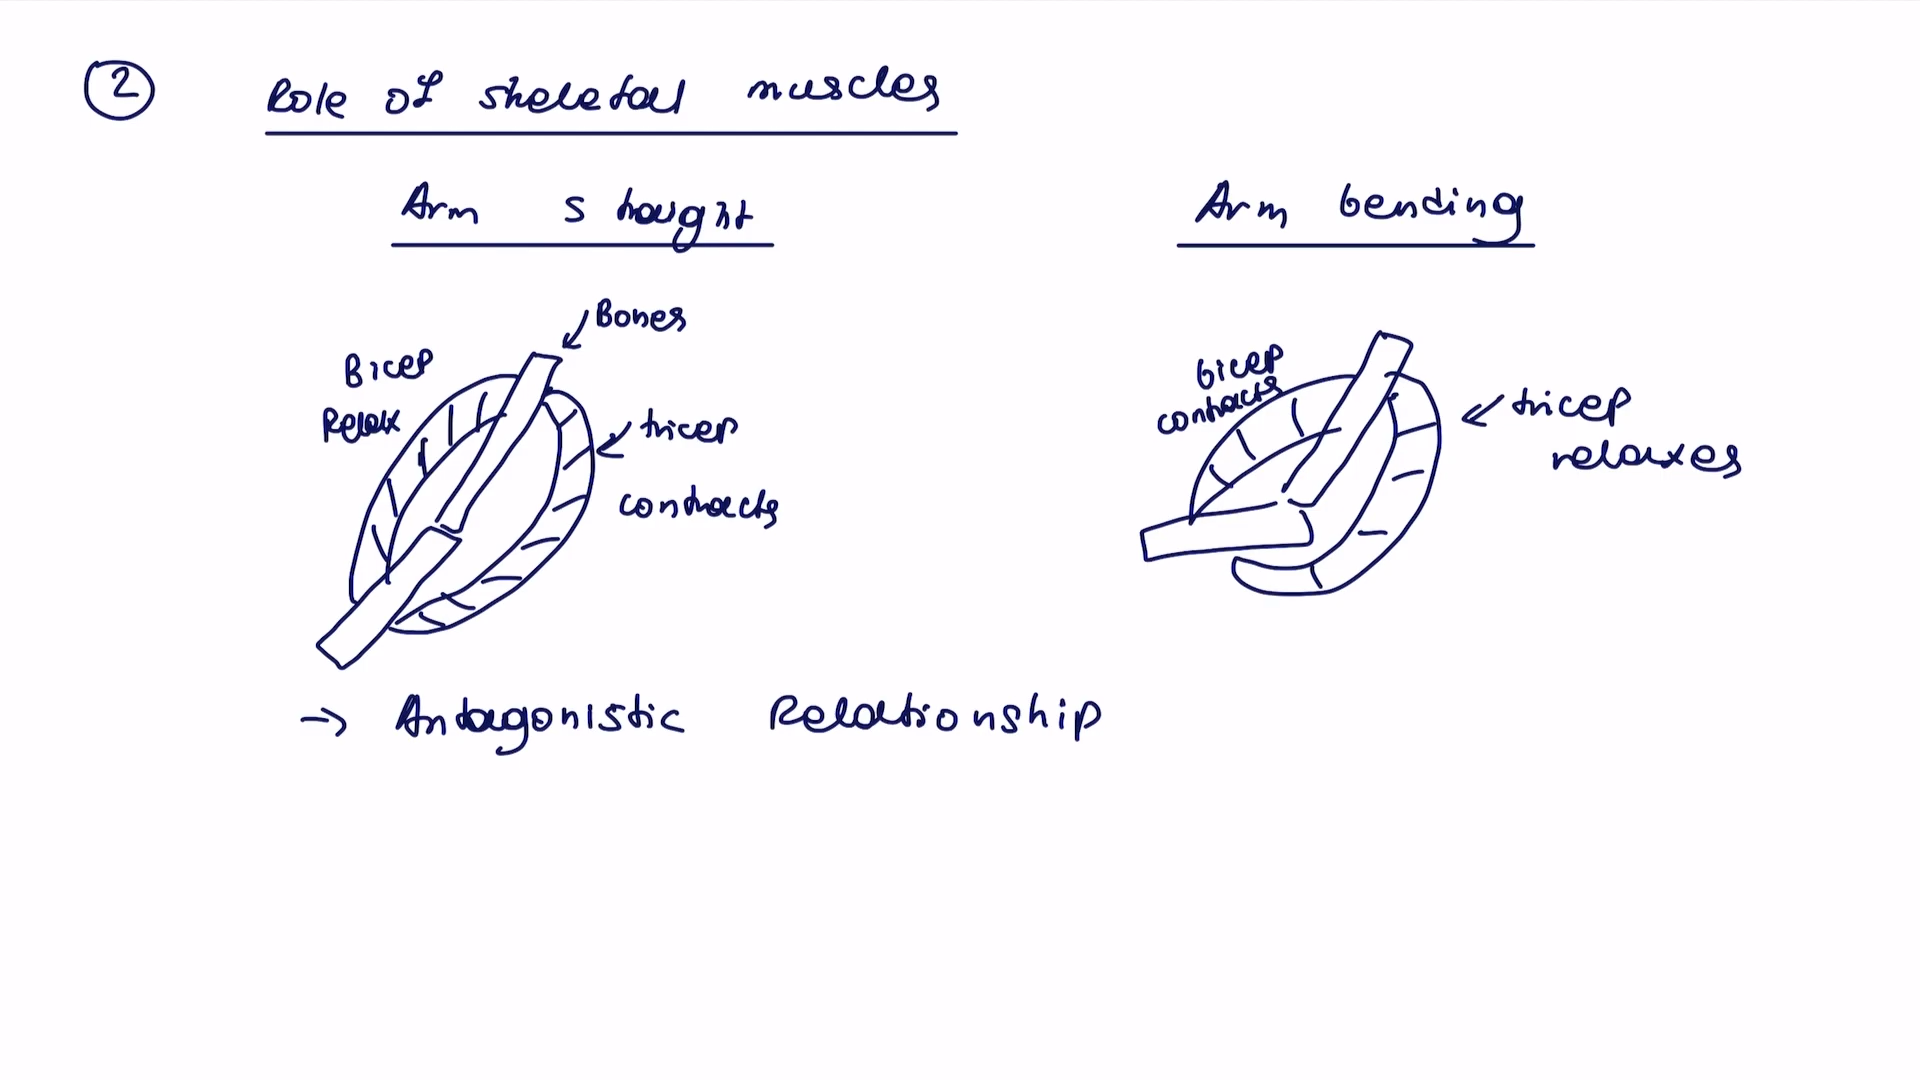 2 Role of skeletal muscles
Arm straight
Arm bending
Bones
Bicep
Relax
tricep
contracts
bicep
contracts
tricep
relaxes
→ Antagonistic Relationship